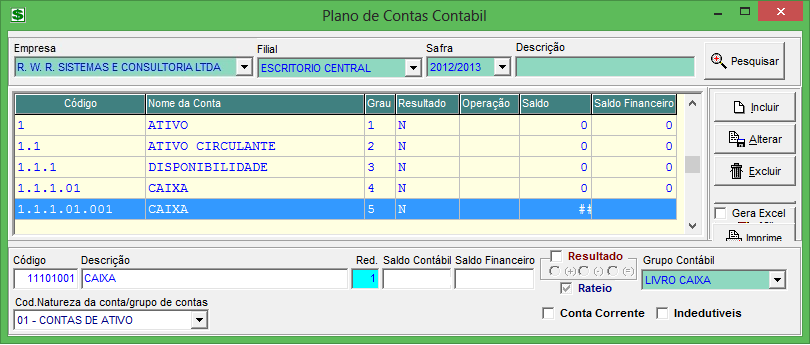 Plano de Contas Contabil
Empresa Filial Safra Descrição
R. W. R. SISTEMAS E CONSULTORIA LTDA ESCRITORIO CENTRAL 2012/2013 Pesquisar
Código Nome da Conta Grau Resultado Operação Saldo Saldo Financeiro
1 ATIVO 1 N 0 0
1.1 ATIVO CIRCULANTE 2 N 0 0
1.1.1 DISPONIBILIDADE 3 N 0 0
1.1.1.01 CAIXA 4 N 0 0
1.1.1.01.001 CAIXA 5 N ##
Incluir
Alterar
Excluir
Gera Excel
Imprime
Código Descrição Red. Saldo Contábil Saldo Financeiro Resultado Grupo Contábil
11101001 CAIXA 1 (+) (-) (=) LIVRO CAIXA
Rateio
Cod.Natureza da conta/grupo de contas
01 - CONTAS DE ATIVO Conta Corrente Indedutiveis